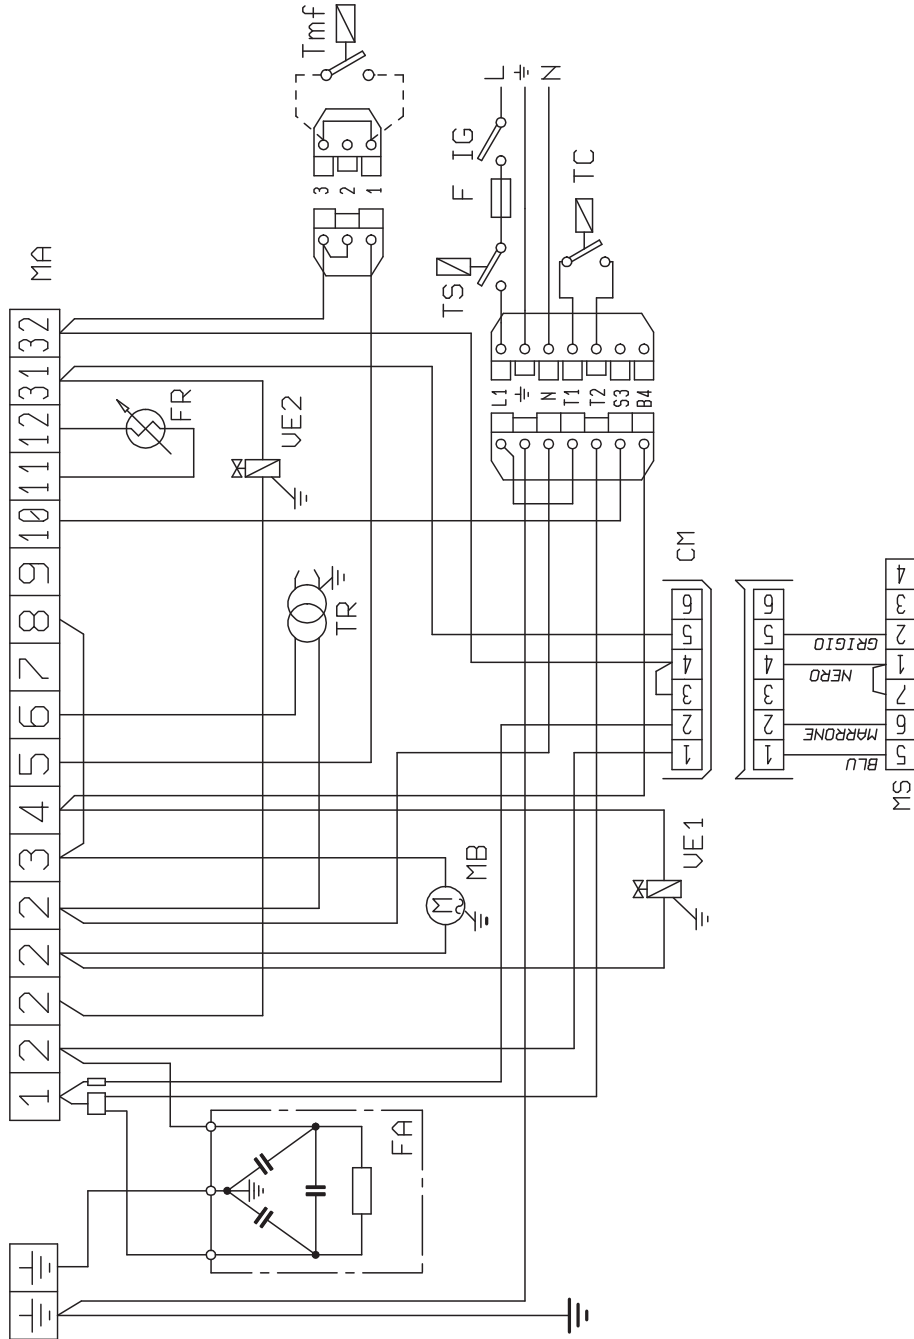 MA
32
31
12
11
10
9
8
7
6
5
4
3
2
2
2
2
1
Tmf
3
2
1
L
N
IG
F
TS
TC
L1
N
T1
T2
S3
B4
FR
VE2
TR
M
MB
VE1
FA
CM
6
5
4
3
2
1
6
5
4
3
2
1
GRIGIO
NERO
MARRONE
BLU
4
3
2
1
7
6
5
MS